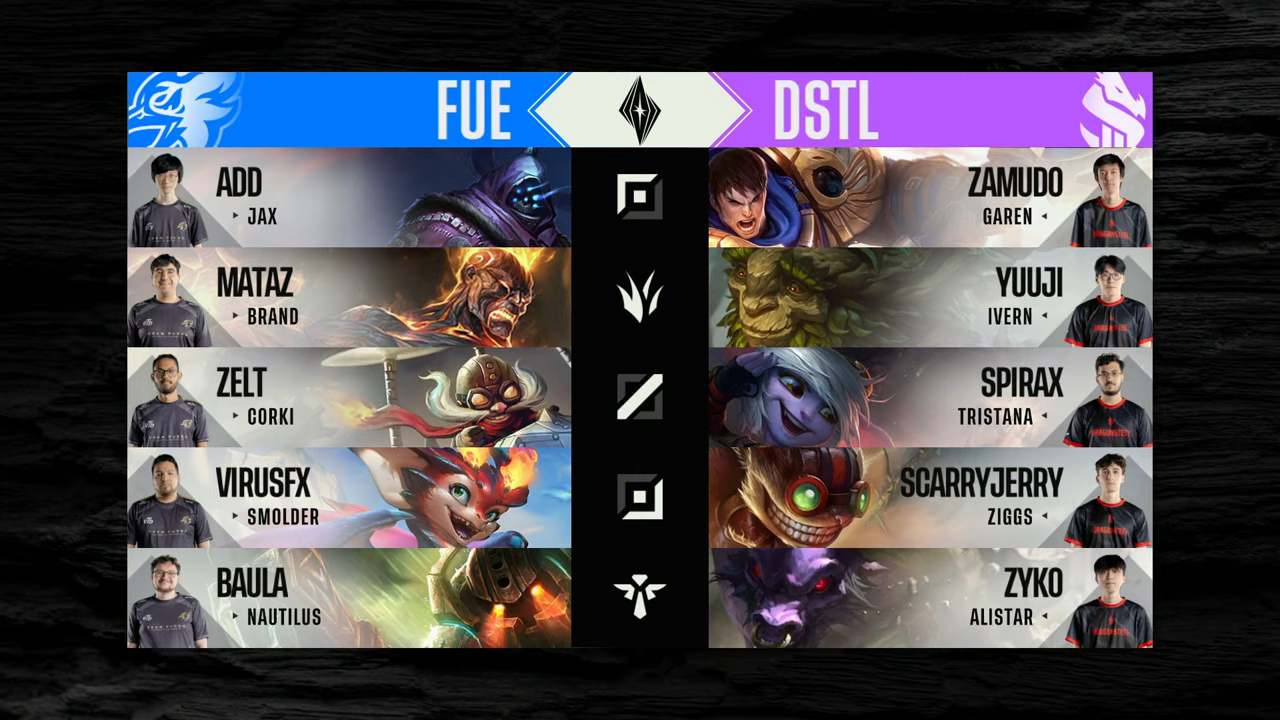 FUE
DSTL
ADD
JAX
ZAMUDO
GAREN
MATAZ
BRAND
YUUJI
IVERN
ZELT
CORKI
SPIRAX
TRISTANA
VIRUSFX
SMOLDER
SCARRYJERRY
ZIGGS
BAULA
NAUTILUS
ZYKO
ALISTAR